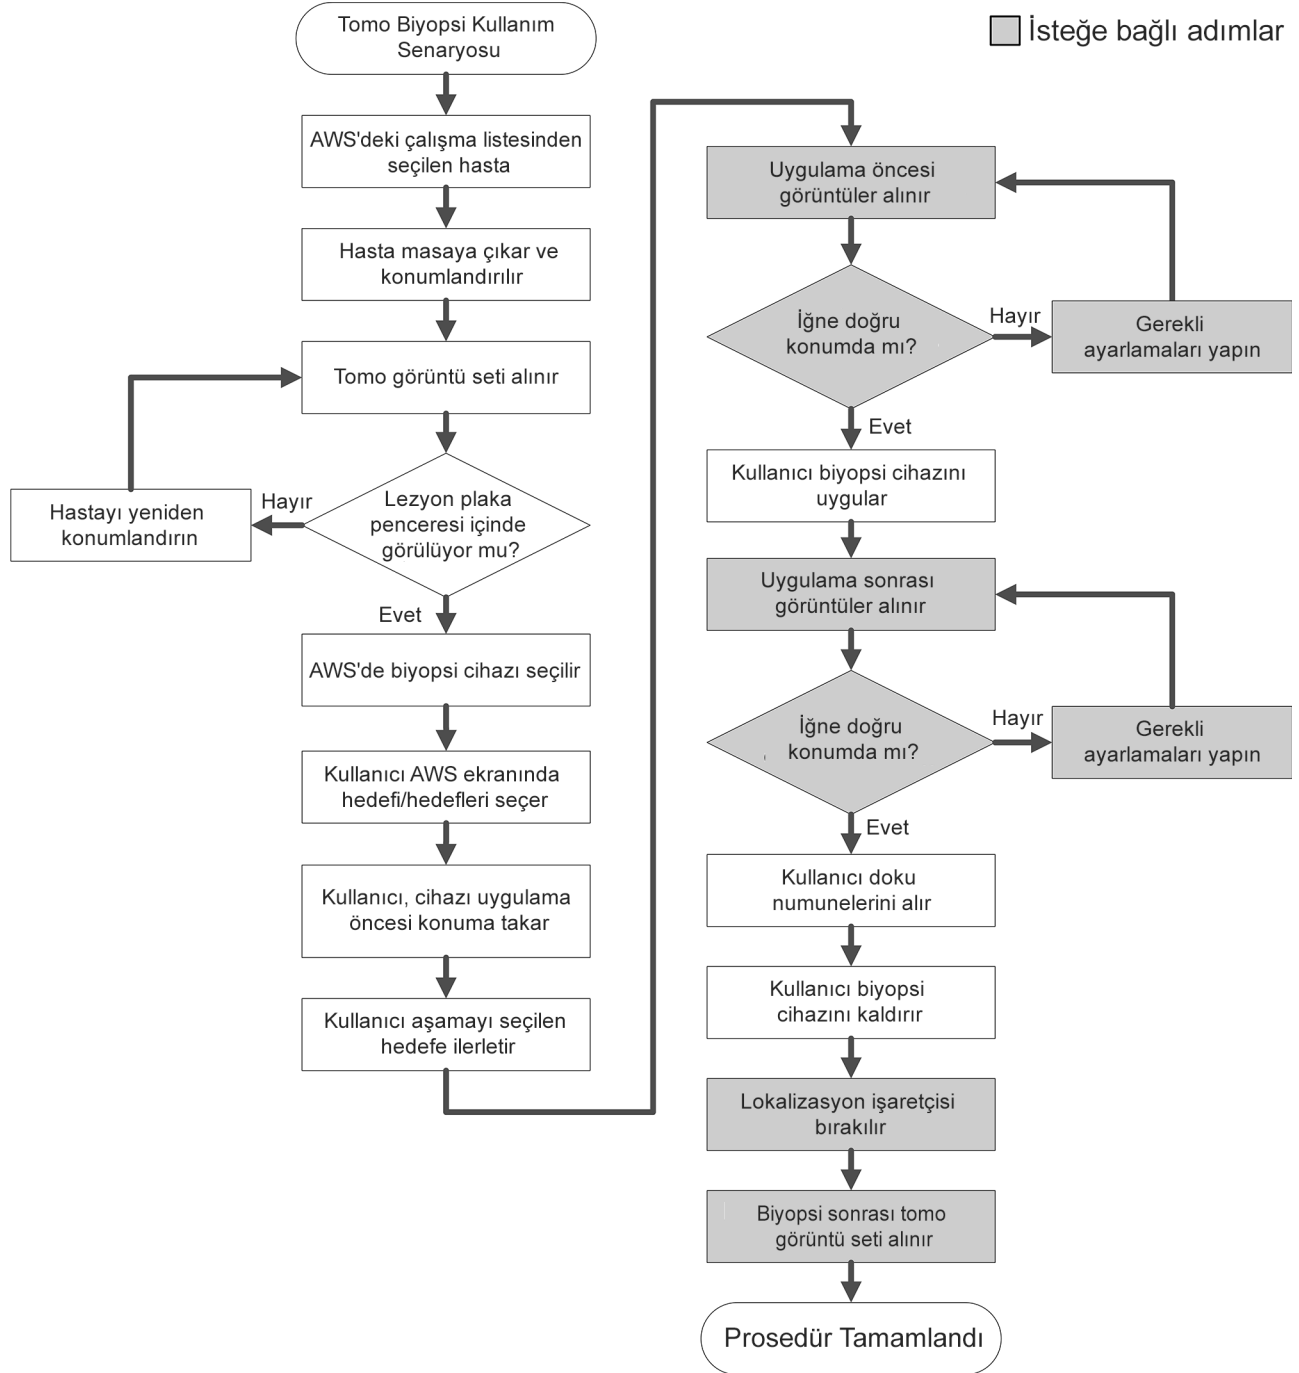 Tomo Biyopsi Kullanım
Senaryosu
İsteğe bağlı adımlar
AWS'deki çalışma listesinden
seçilen hasta
Hasta masaya çıkar ve
konumlandırılır
Tomo görüntü seti alınır
Lezyon plaka
penceresi içinde
görülüyor mu?
Hayır
Hastayı yeniden
konumlandırın
Evet
AWS'de biyopsi cihazı seçilir
Kullanıcı AWS ekranında
hedefi/hedefleri seçer
Kullanıcı, cihazı uygulama
öncesi konuma takar
Kullanıcı aşamayı seçilen
hedefe ilerletir
Uygulama öncesi
görüntüler alınır
İğne doğru
konumda mı?
Hayır
Gerekli
ayarlamaları yapın
Evet
Kullanıcı biyopsi cihazını
uygular
Uygulama sonrası
görüntüler alınır
İğne doğru
konumda mı?
Hayır
Gerekli
ayarlamaları yapın
Evet
Kullanıcı doku
numunelerini alır
Kullanıcı biyopsi
cihazını kaldırır
Lokalizasyon işaretçisi
bırakılır
Biyopsi sonrası tomo
görüntü seti alınır
Prosedür Tamamlandı